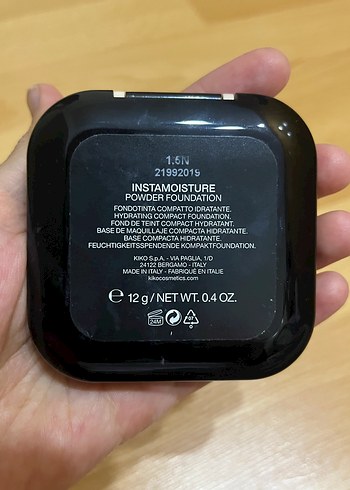 1.5N
21992019
INSTAMOISTURE
POWDER FOUNDATION
FONDOTINTA COMPATTO IDRATANTE.
HYDRATING COMPACT FOUNDATION.
FOND DE TEINT COMPACT HYDRATANT.
BASE DE MAQUILLAJE COMPACTA HIDRATANTE.
BASE COMPACTA HIDRATANTE.
FEUCHTIGKEITSSPENDENDE KOMPAKTFOUNDATION.
KIKO S.p.A. - VIA PAGLIA, 1/D
24122 BERGAMO - ITALY
MADE IN ITALY - FABRIQUÉ EN ITALIE
kikocosmetics.com
℮ 12 g / NET WT. 0.4 OZ.
24M 07